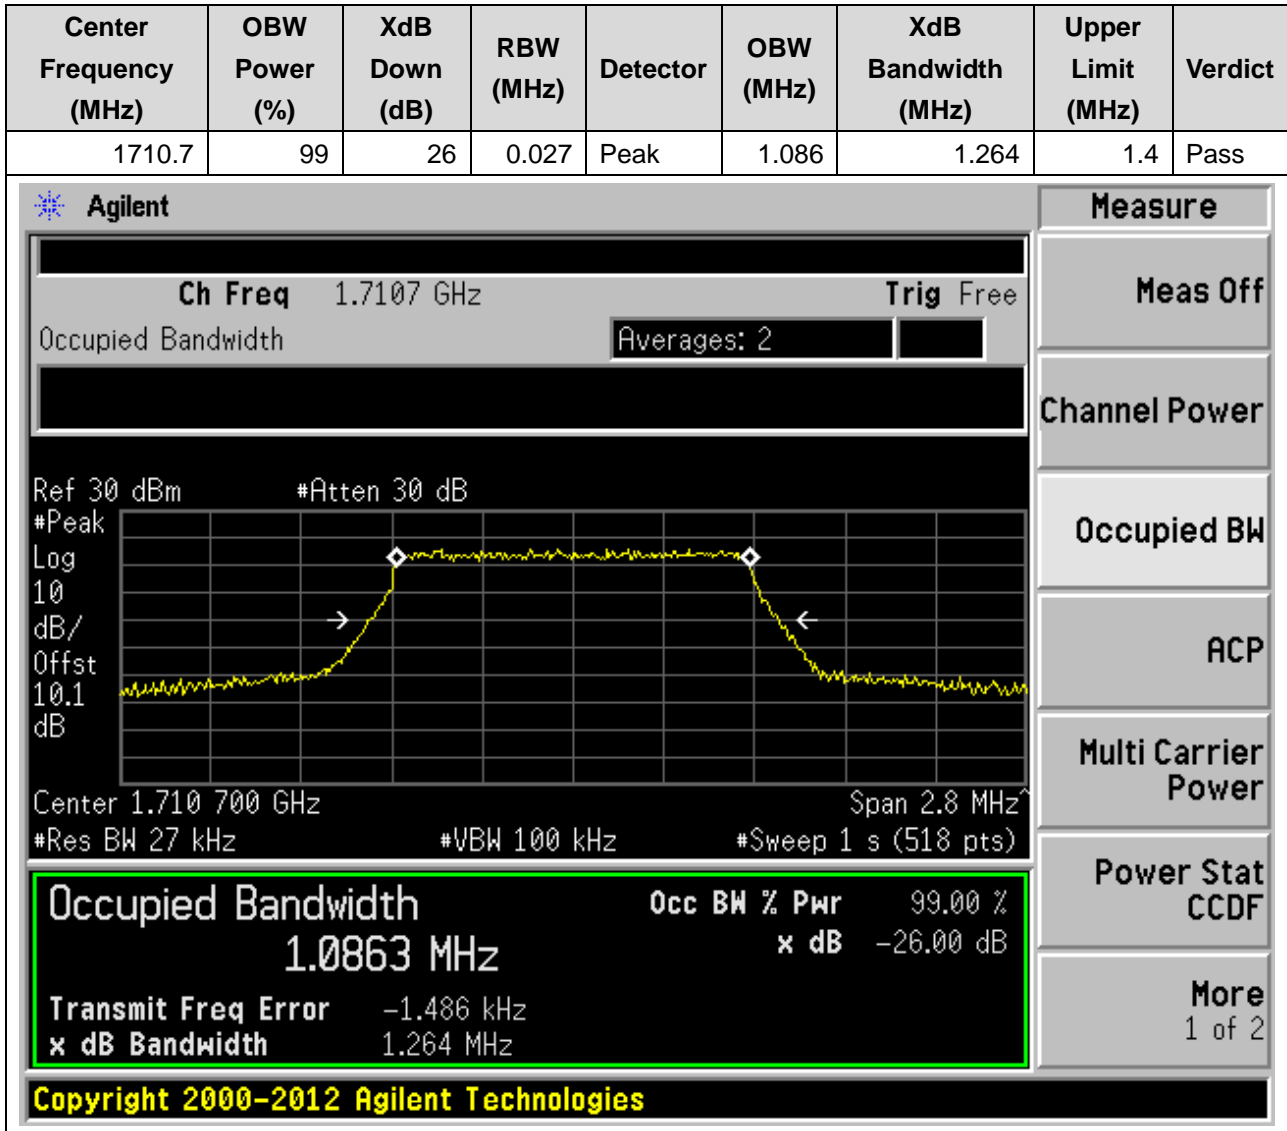 Center Frequency (MHz) OBW Power (%) XdB Down (dB) RBW (MHz) Detector OBW (MHz) XdB Bandwidth (MHz) Upper Limit (MHz) Verdict
1710.7 99 26 0.027 Peak 1.086 1.264 1.4 Pass
Agilent
Measure
Ch Freq 1.7107 GHz Trig Free
Meas Off
Occupied Bandwidth Averages: 2
Channel Power
Ref 30 dBm #Atten 30 dB
#Peak
Log
10
dB/
Offst
10.1
dB
Occupied BW
ACP
Multi Carrier
Power
Center 1.710 700 GHz Span 2.8 MHz^
#Res BW 27 kHz #VBW 100 kHz #Sweep 1 s (518 pts)
Power Stat
CCDF
Occupied Bandwidth Occ BW % Pwr 99.00 %
1.0863 MHz x dB -26.00 dB
Transmit Freq Error -1.486 kHz
x dB Bandwidth 1.264 MHz
More
1 of 2
Copyright 2000-2012 Agilent Technologies